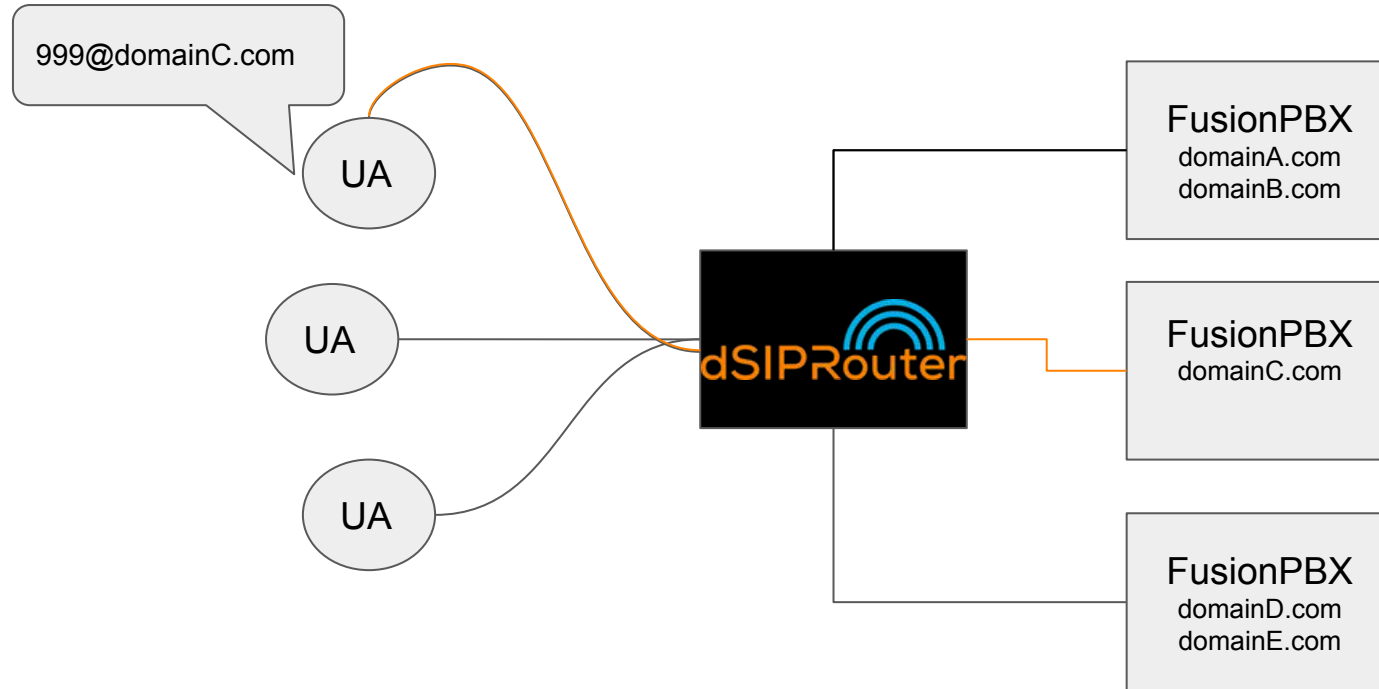 999@domainC.com
UA
UA
UA
dSIPRouter
FusionPBX
domainA.com
domainB.com
FusionPBX
domainC.com
FusionPBX
domainD.com
domainE.com